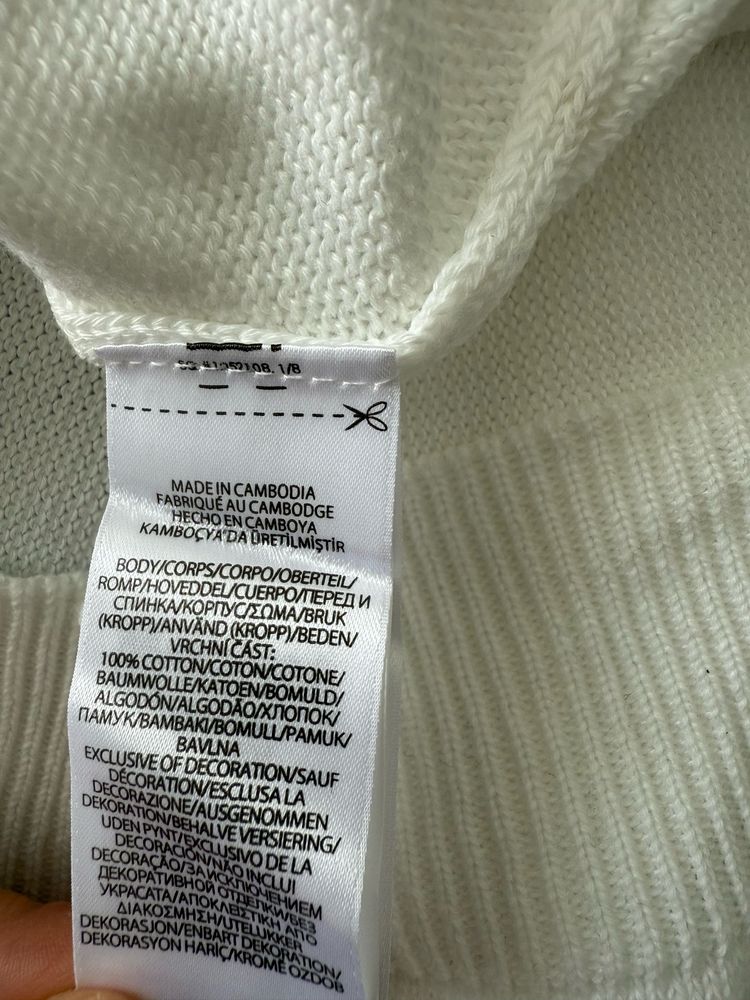 1/8
MADE IN CAMBODIA
FABRIQUÉ AU CAMBODGE
HECHO EN CAMBOYA
KAMBOÇYA'DA ÜRETİLMİŞTİR
BODY/CORPS/CORPO/OBERTEIL/
ROMP/HOVEDDEL/CUERPO/ПЕРЕД И
СПИНКА/КОРПУС/ΣΩΜΑ/BRUK
(KROPP)/ANVÄND (KROPP)/BEDEN/
VRCHNÍ ČÁST:
100% COTTON/COTON/COTONE/
BAUMWOLLE/KATOEN/BOMULD/
ALGODÓN/ALGODÃO/ХЛОПОК/
ПАМУК/ΒΑΜΒΑΚΙ/BOMULL/PAMUK/
BAVLNA
EXCLUSIVE OF DECORATION/SAUF
DÉCORATION/ESCLUSA LA
DECORAZIONE/AUSGENOMMEN
DEKORATION/BEHALVE VERSIERING/
UDEN PYNT/EXCLUSIVO DE LA
DECORACIÓN/NÃO INCLUI
DECORAÇÃO/ЗА ИСКЛЮЧЕНИЕМ
ДЕКОРАТИВНОЙ ОТДЕЛКИ/БЕЗ
УКРАСАТА/ΑΠΟΚΛΕΙΣΤΙΚΗ ΑΠΟ
ΔΙΑΚΟΣΜΗΣΗ/UTELUKKER
DEKORASJON/ENBART DEKORATION/
DEKORASYON HARİÇ/KROMĚ OZDOB